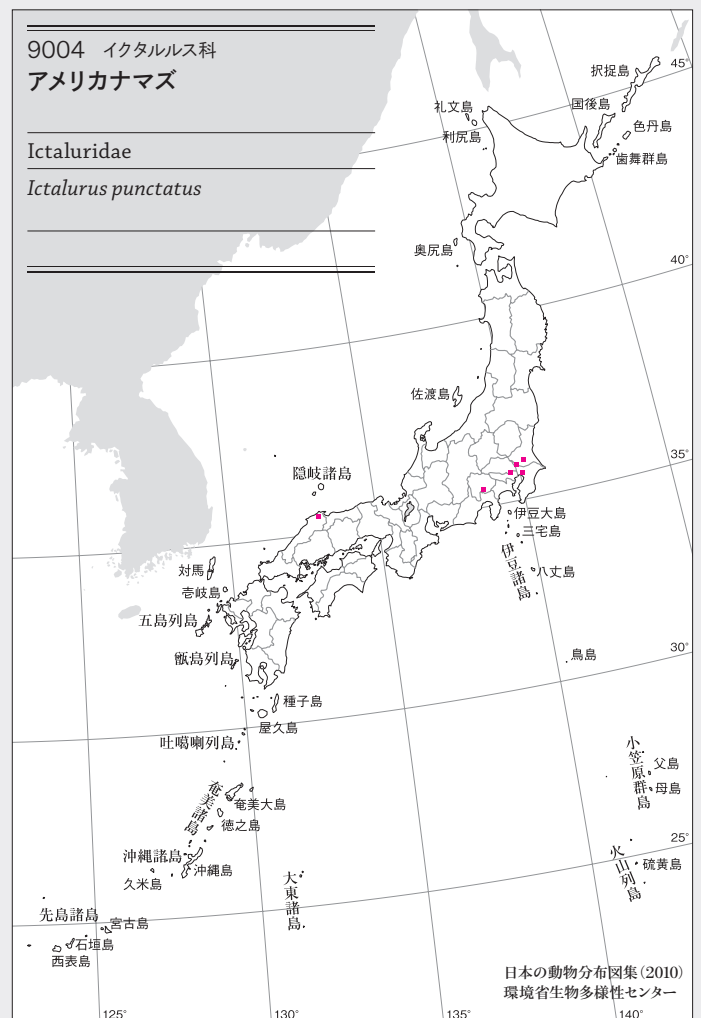 9004 イクタルルス科
アメリカナマズ
Ictaluridae
Ictalurus punctatus
45°
択捉島
礼文島
国後島
利尻島
色丹島
歯舞群島
奥尻島
40°
佐渡島
35°
隠岐諸島
伊豆大島
三宅島
伊豆諸島
八丈島
対馬
壱岐島
五島列島
甑島列島
30°
鳥島
種子島
屋久島
吐噶喇列島
小笠原群島
父島
母島
奄美諸島
奄美大島
徳之島
25°
沖縄諸島
沖縄島
久米島
火山列島
硫黄島
大東諸島
先島諸島
宮古島
石垣島
西表島
日本の動物分布図集(2010)
環境省生物多様性センター
125°
130°
135°
140°